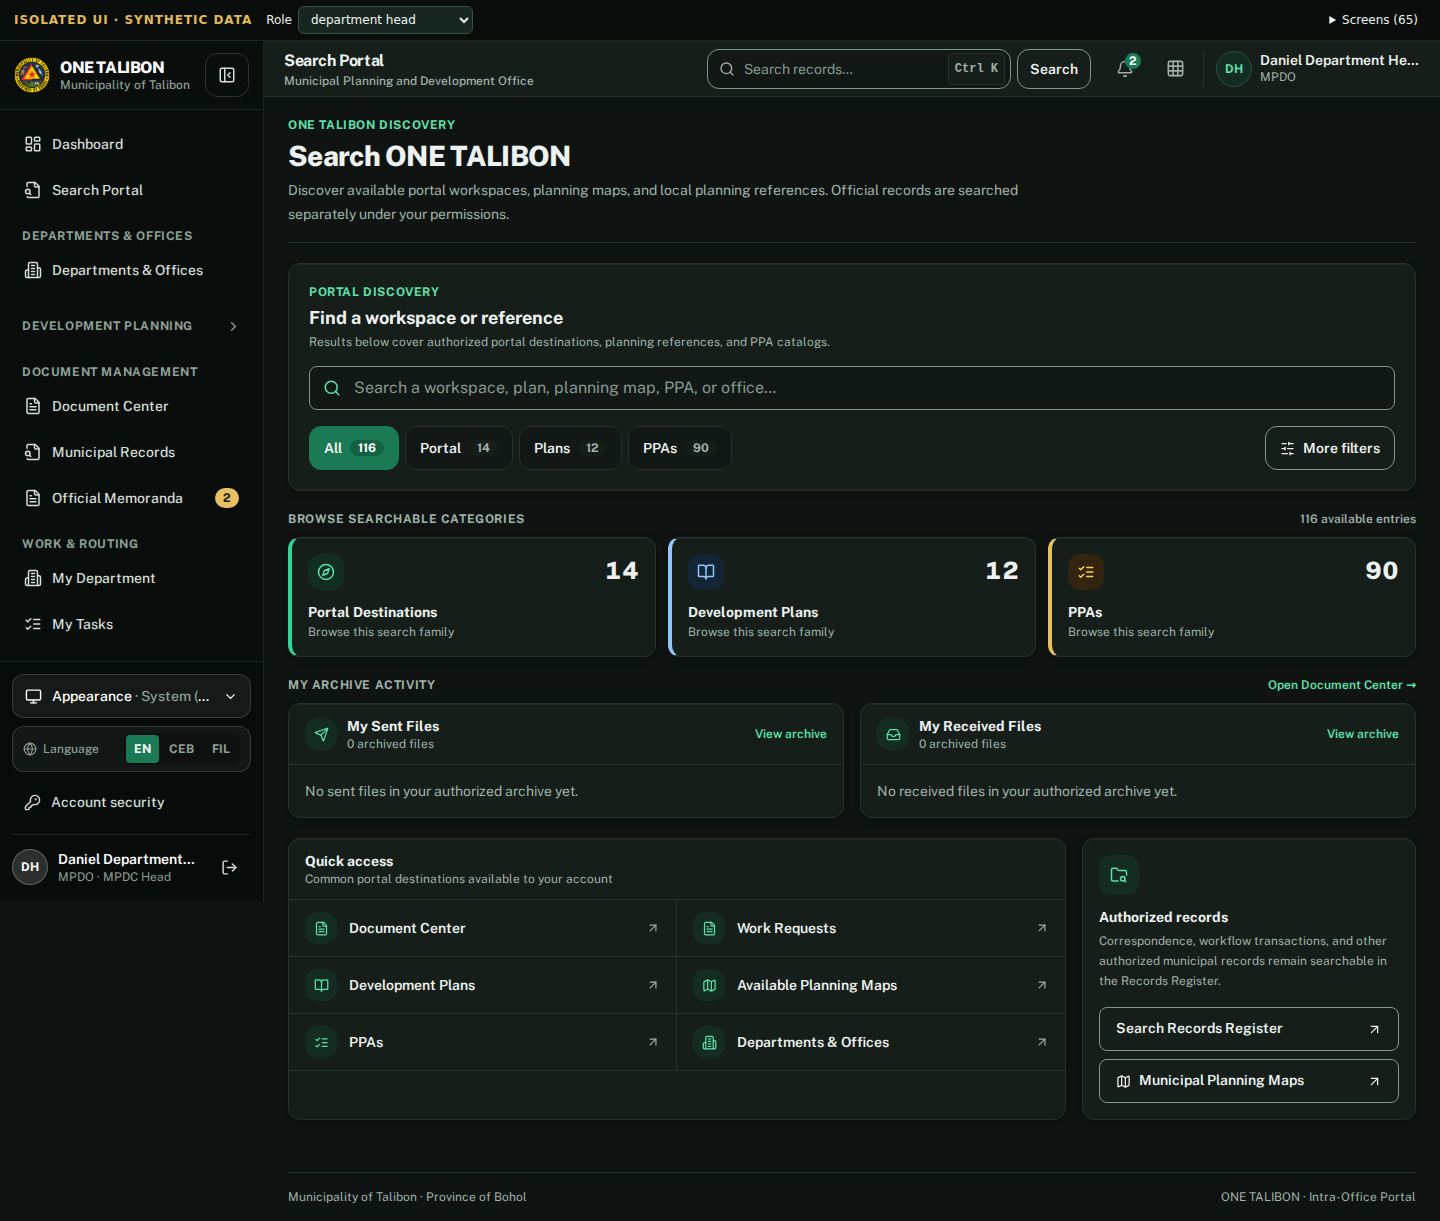 ISOLATED UI · SYNTHETIC DATA
Role
department head
Screens (65)
ONE TALIBON
Municipality of Talibon
Search Portal
Municipal Planning and Development Office
Search records...
Ctrl K
Search
2
DH
Daniel Department He...
MPDO
Dashboard
Search Portal
DEPARTMENTS & OFFICES
Departments & Offices
DEVELOPMENT PLANNING
DOCUMENT MANAGEMENT
Document Center
Municipal Records
Official Memoranda
2
WORK & ROUTING
My Department
My Tasks
Appearance · System (...
Language
EN
CEB
FIL
Account security
DH
Daniel Department...
MPDO · MPDC Head
ONE TALIBON DISCOVERY
Search ONE TALIBON
Discover available portal workspaces, planning maps, and local planning references. Official records are searched
separately under your permissions.
PORTAL DISCOVERY
Find a workspace or reference
Results below cover authorized portal destinations, planning references, and PPA catalogs.
Search a workspace, plan, planning map, PPA, or office...
All 116
Portal 14
Plans 12
PPAs 90
More filters
BROWSE SEARCHABLE CATEGORIES
116 available entries
14
Portal Destinations
Browse this search family
12
Development Plans
Browse this search family
90
PPAs
Browse this search family
MY ARCHIVE ACTIVITY
Open Document Center →
My Sent Files
0 archived files
View archive
No sent files in your authorized archive yet.
My Received Files
0 archived files
View archive
No received files in your authorized archive yet.
Quick access
Common portal destinations available to your account
Document Center
Work Requests
Development Plans
Available Planning Maps
PPAs
Departments & Offices
Authorized records
Correspondence, workflow transactions, and other
authorized municipal records remain searchable in
the Records Register.
Search Records Register
Municipal Planning Maps
Municipality of Talibon · Province of Bohol
ONE TALIBON · Intra-Office Portal